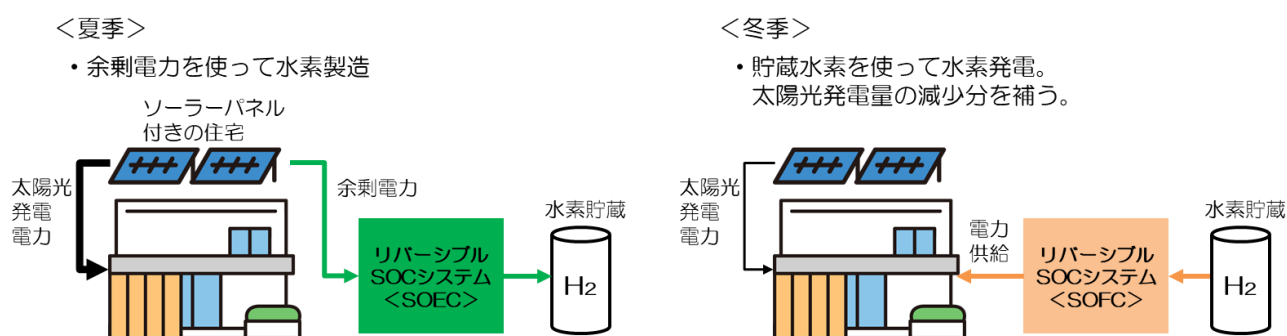 ＜夏季＞
・余剰電力を使って水素製造
ソーラーパネル
付きの住宅
太陽光
発電
電力
余剰電力
リバーシブル
SOCシステム
＜SOEC＞
水素貯蔵
H2
＜冬季＞
・貯蔵水素を使って水素発電。
太陽光発電量の減少分を補う。
太陽光
発電
電力
電力
供給
リバーシブル
SOCシステム
＜SOFC＞
水素貯蔵
H2